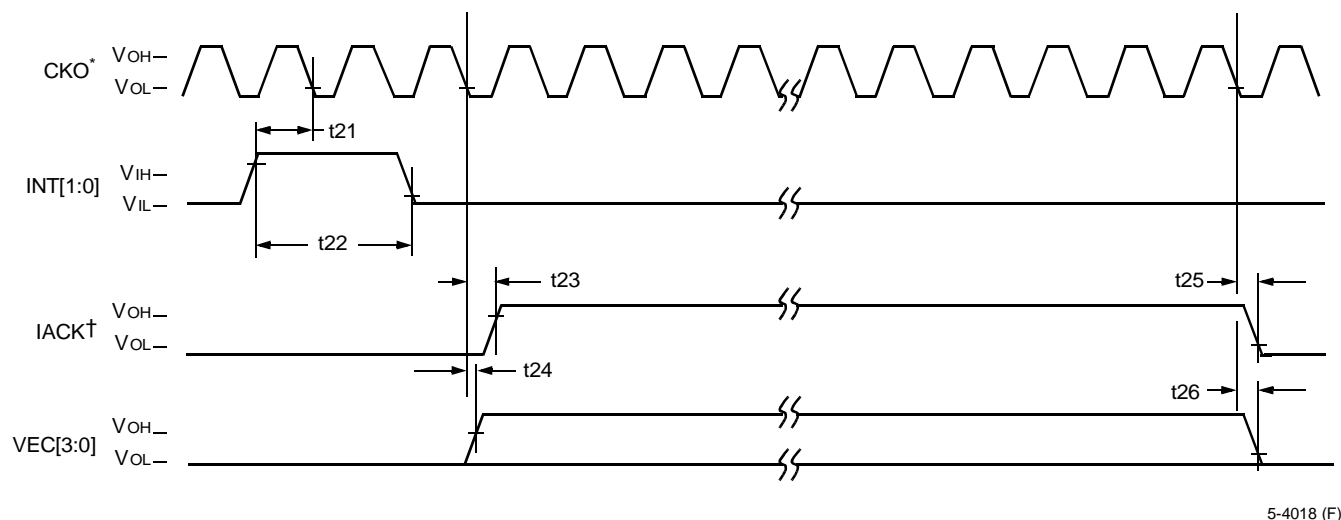 CKO*
VOH–
VOL–
t21
INT[1:0]
VIH–
VIL–
t22
t23
t25
IACK†
VOH–
VOL–
t24
t26
VEC[3:0]
VOH–
VOL–
5-4018 (F)